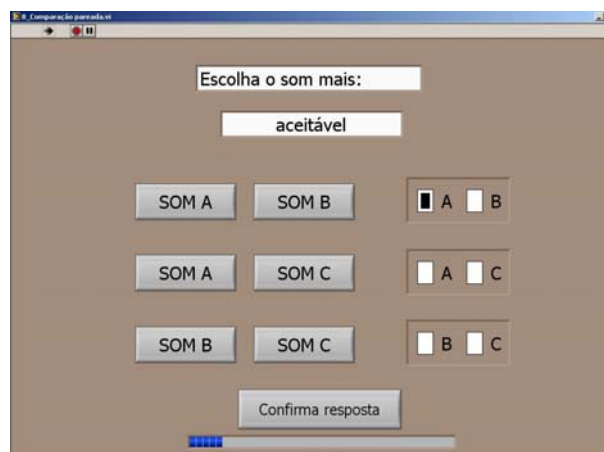 8_Comparação pareada.vi
Escolha o som mais:
aceitável
SOM A SOM B A B
SOM A SOM C A C
SOM B SOM C B C
Confirma resposta